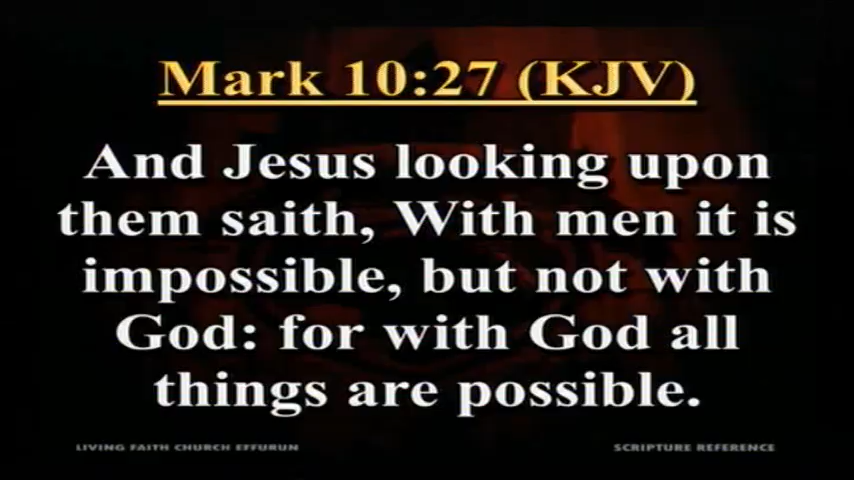 Mark 10:27 (KJV)
And Jesus looking upon
them saith, With men it is
impossible, but not with
God: for with God all
things are possible.
LIVING FAITH CHURCH EFFURUN
SCRIPTURE REFERENCE